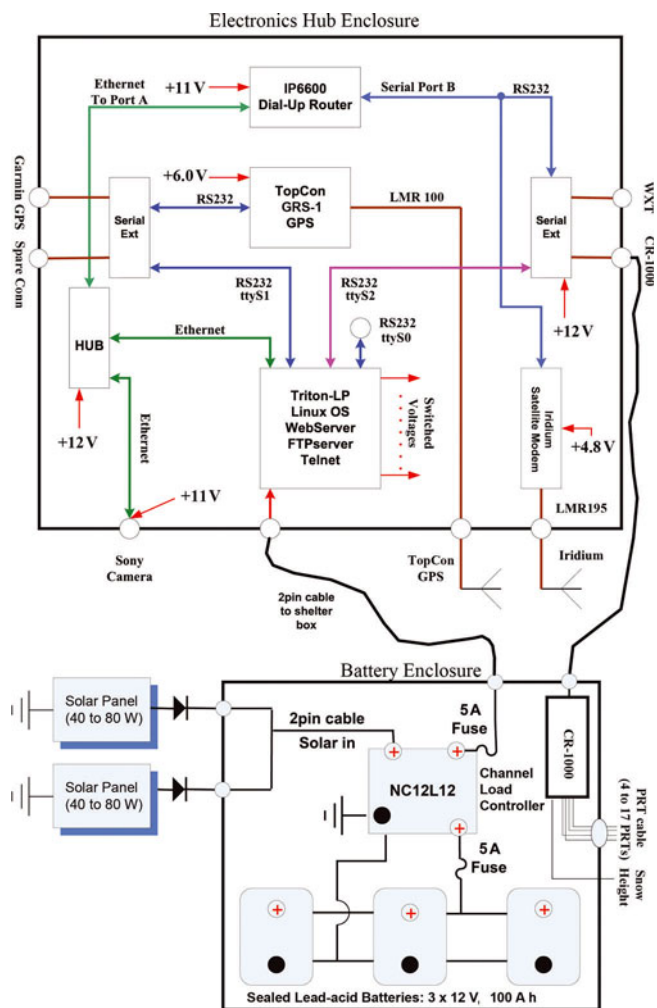 Electronics Hub Enclosure
Ethernet
To Port A
+11 V
IP6600
Dial-Up Router
Serial Port B
RS232
Garmin GPS
Spare Conn
Serial
Ext
RS232
+6.0 V
TopCon
GRS-1
GPS
LMR 100
Serial
Ext
WXT
CR-1000
RS232
ttyS1
RS232
ttyS2
+12 V
HUB
Ethernet
RS232
ttyS0
+12 V
Ethernet
Triton-LP
Linux OS
WebServer
FTPserver
Telnet
Switched
Voltages
Iridium
Satellite Modem
+4.8 V
+11 V
LMR195
Sony
Camera
TopCon
GPS
Iridium
2pin cable
to shelter
box
Battery Enclosure
Solar Panel
(40 to 80 W)
Solar Panel
(40 to 80 W)
2pin cable
Solar in
5 A
Fuse
+
+
NC12L12
+
Channel
Load
Controller
CR-1000
PRT cable
(4 to 17 PRTs)
Snow
Height
5 A
Fuse
+
+
+
Sealed Lead-acid Batteries: 3 x 12 V, 100 A h